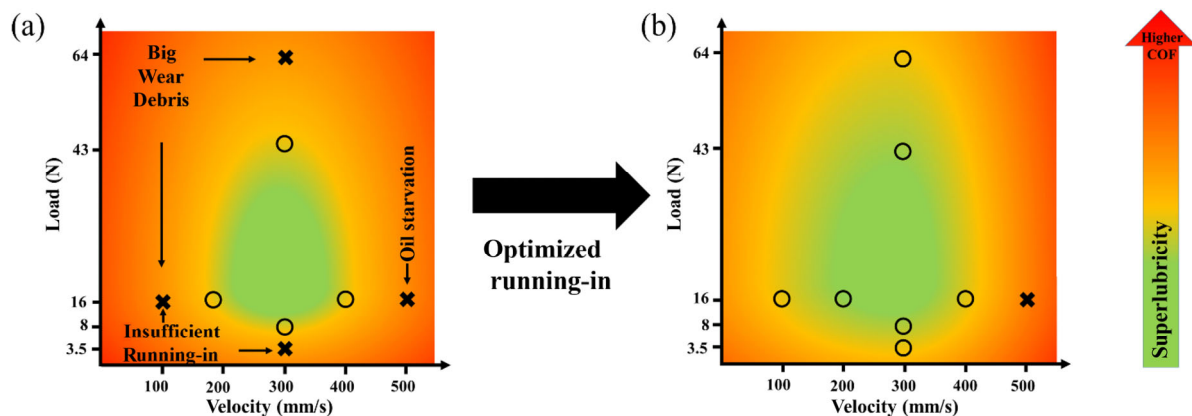 (a)
Load (N)
64
43
16
8
3.5
Big
Wear
Debris
Oil starvation
Insufficient
Running-in
100
200
300
400
500
Velocity (mm/s)
Optimized
running-in
(b)
Load (N)
64
43
16
8
3.5
100
200
300
400
500
Velocity (mm/s)
Higher
COF
Superlubricity